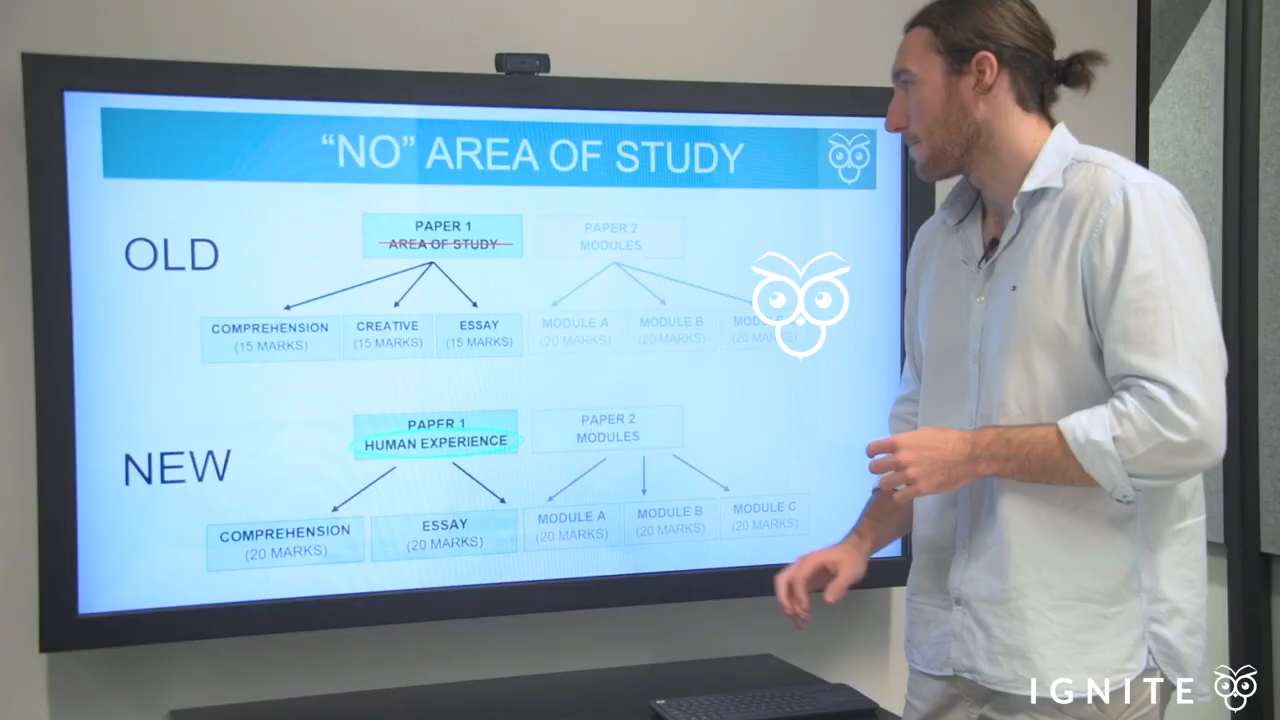 "NO" AREA OF STUDY
OLD
PAPER 1
AREA OF STUDY
PAPER 2
MODULES
COMPREHENSION
(15 MARKS)
CREATIVE
(15 MARKS)
ESSAY
(15 MARKS)
MODULE A
(20 MARKS)
MODULE B
(20 MARKS)
(20 MARKS)
NEW
PAPER 1
HUMAN EXPERIENCE
PAPER 2
MODULES
COMPREHENSION
(20 MARKS)
ESSAY
(20 MARKS)
MODULE A
(20 MARKS)
MODULE B
(20 MARKS)
MODULE C
(20 MARKS)
IGNITE